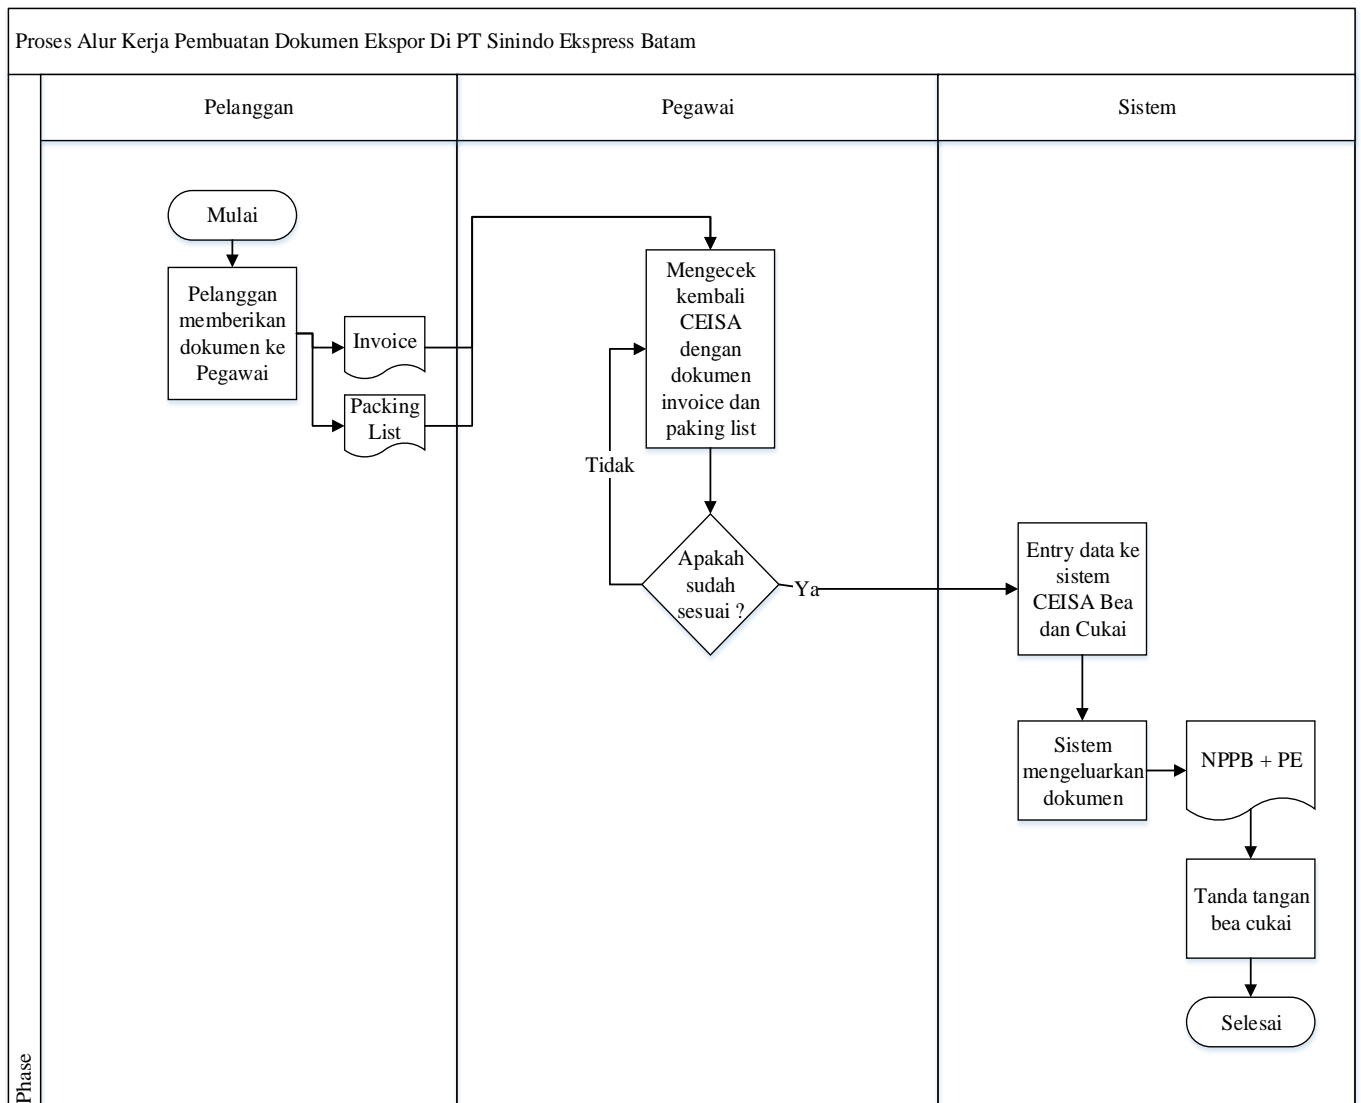 Proses Alur Kerja Pembuatan Dokumen Ekspor Di PT Sinindo Ekspress Batam
Pelanggan
Pegawai
Sistem
Mulai
Pelanggan
memberikan
dokumen ke
Pegawai
Invoice
Packing
List
Mengecek
kembali
CEISA
dengan
dokumen
invoice dan
paking list
Tidak
Apakah
sudah
sesuai ?
Ya
Entry data ke
sistem
CEISA Bea
dan Cukai
Sistem
mengeluarkan
dokumen
NPPB + PE
Tanda tangan
bea cukai
Selesai
Phase